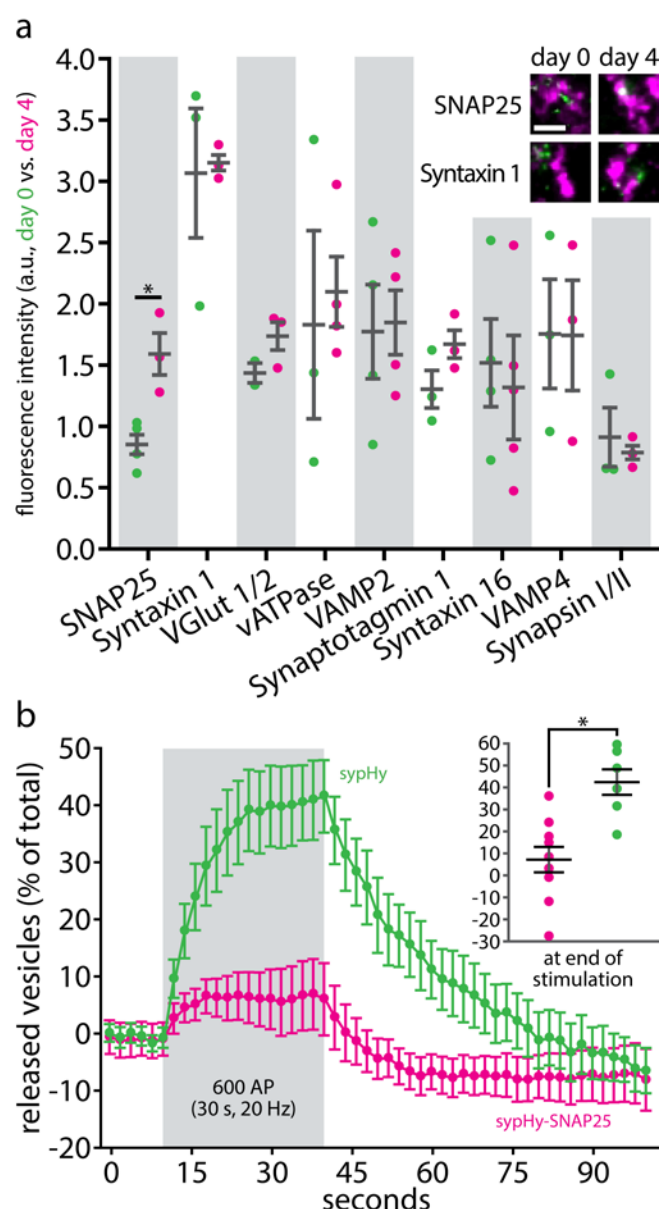 a
fluorescence intensity (a.u., day 0 vs. day 4)
4.0
3.5
3.0
2.5
2.0
1.5
1.0
0.5
0.0
*
day 0 day 4
SNAP25
Syntaxin 1
SNAP25
Syntaxin 1
VGlut 1/2
vATPase
VAMP2
Synaptotagmin 1
Syntaxin 16
VAMP4
Synapsin I/II
b
released vesicles (% of total)
50
40
30
20
10
0
-10
-20
sypHy
600 AP
(30 s, 20 Hz)
sypHy-SNAP25
0 15 30 45 60 75 90
seconds
*
60
50
40
30
20
10
0
-10
-20
-30
at end of
stimulation